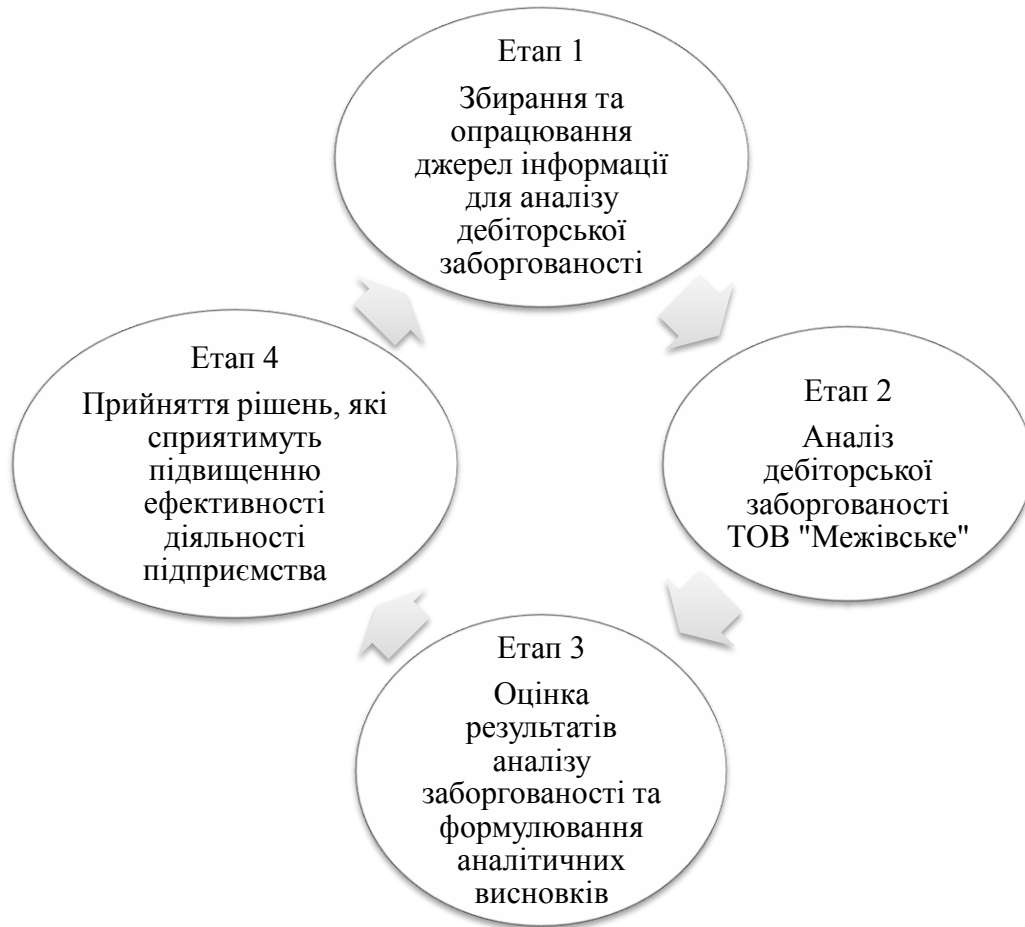 Етап 1
Збирання та
опрацювання
джерел інформації
для аналізу
дебіторської
заборгованості
Етап 2
Аналіз
дебіторської
заборгованості
ТОВ "Межівське"
Етап 3
Оцінка
результатів
аналізу
заборгованості та
формулювання
аналітичних
висновків
Етап 4
Прийняття рішень, які
сприятимуть
підвищенню
ефективності
діяльності
підприємства